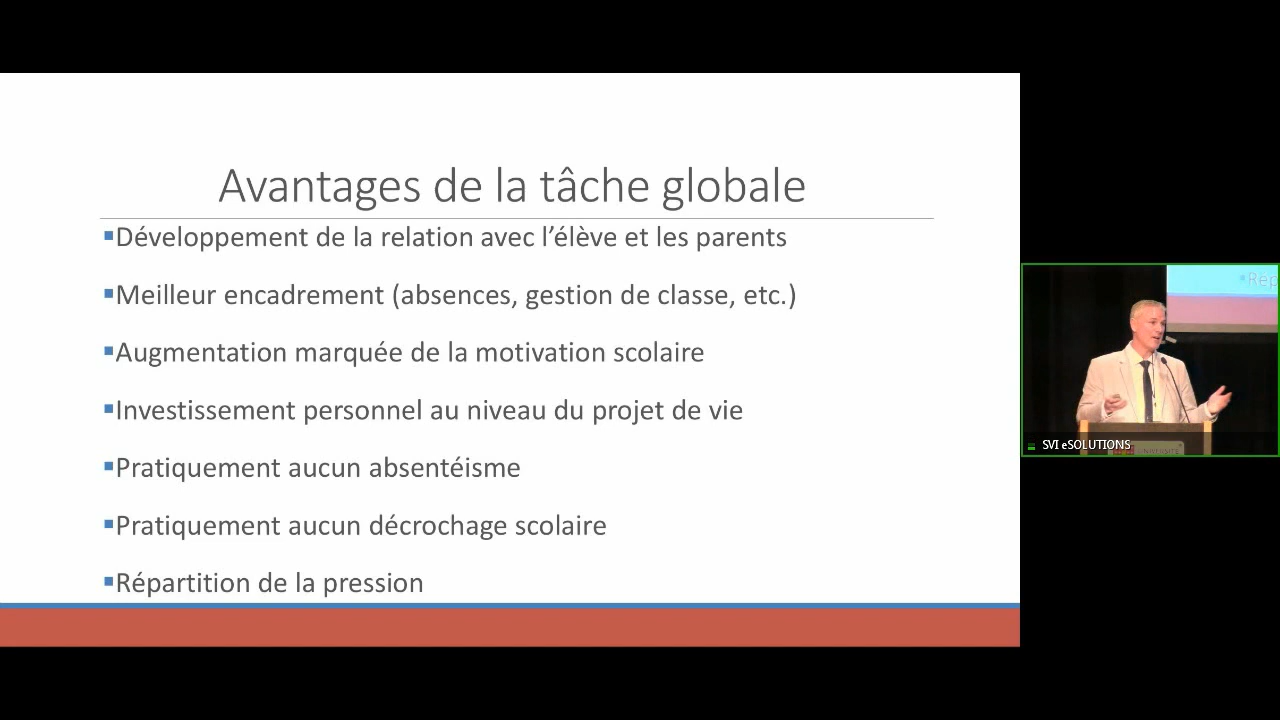 Avantages de la tâche globale
▪Développement de la relation avec l’élève et les parents
▪Meilleur encadrement (absences, gestion de classe, etc.)
▪Augmentation marquée de la motivation scolaire
▪Investissement personnel au niveau du projet de vie
▪Pratiquement aucun absentéisme
▪Pratiquement aucun décrochage scolaire
▪Répartition de la pression
▪Rép
SVI eSOLUTIONS